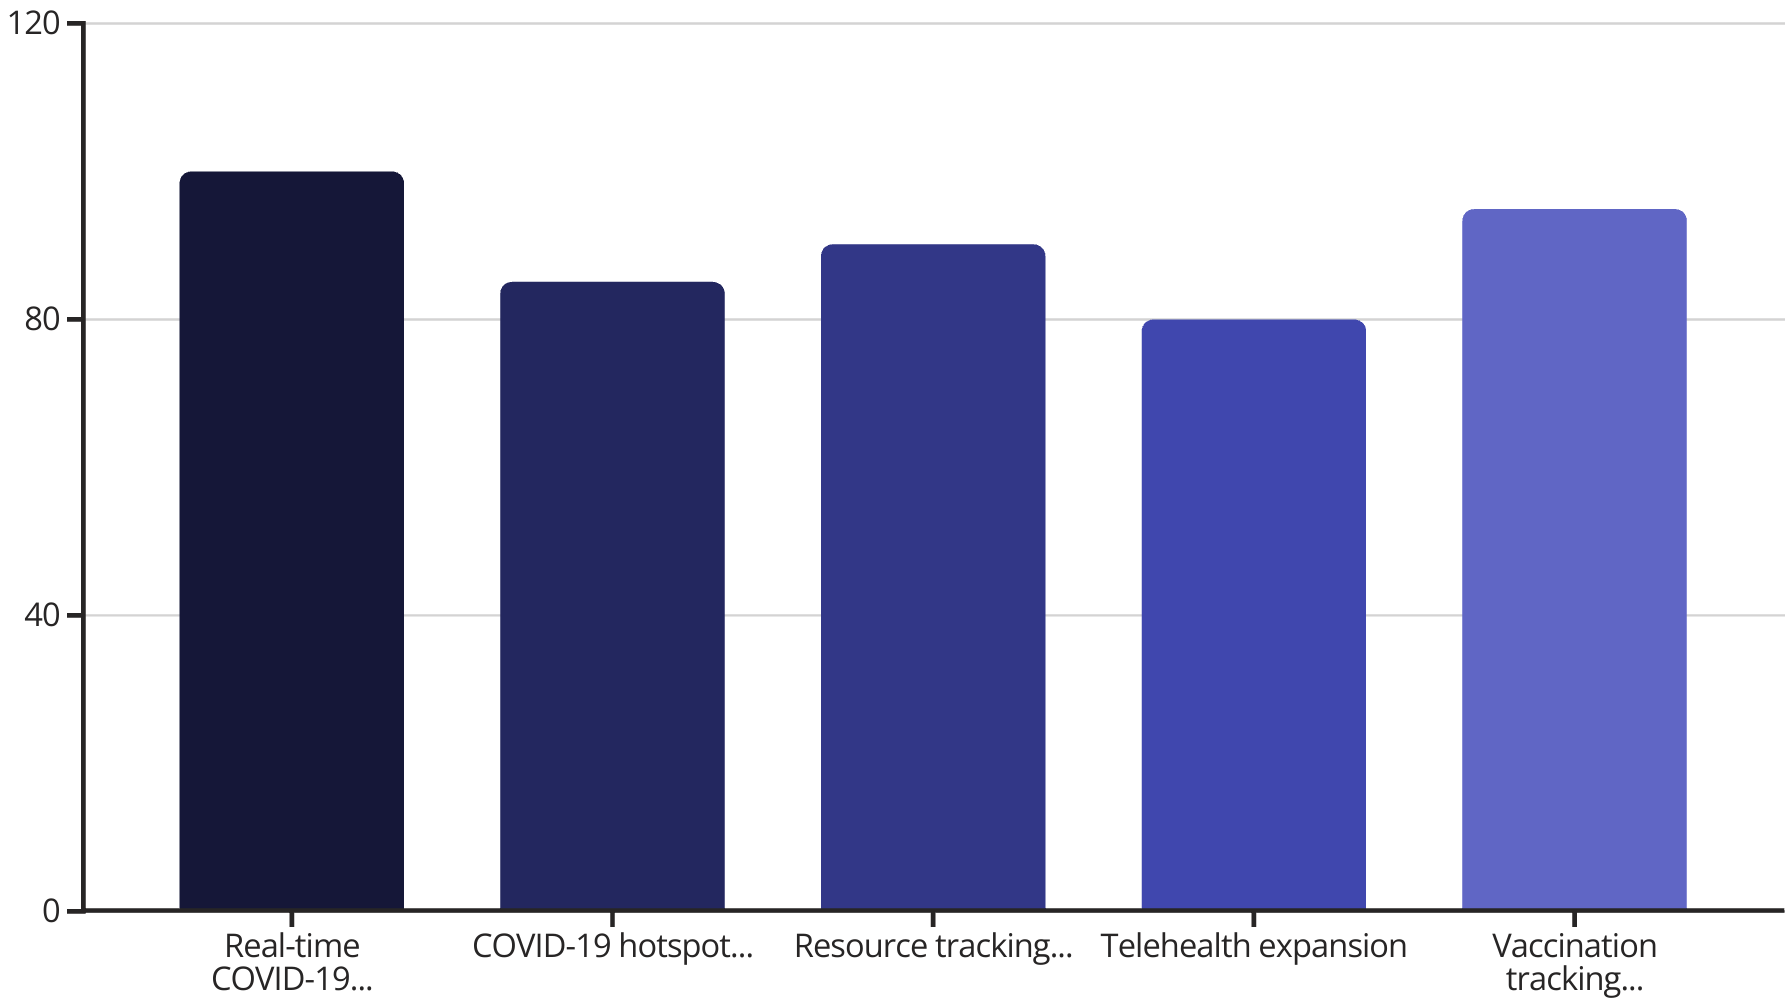 120
80
40
0
Real-time
COVID-19...
COVID-19 hotspot...
Resource tracking...
Telehealth expansion
Vaccination
tracking...